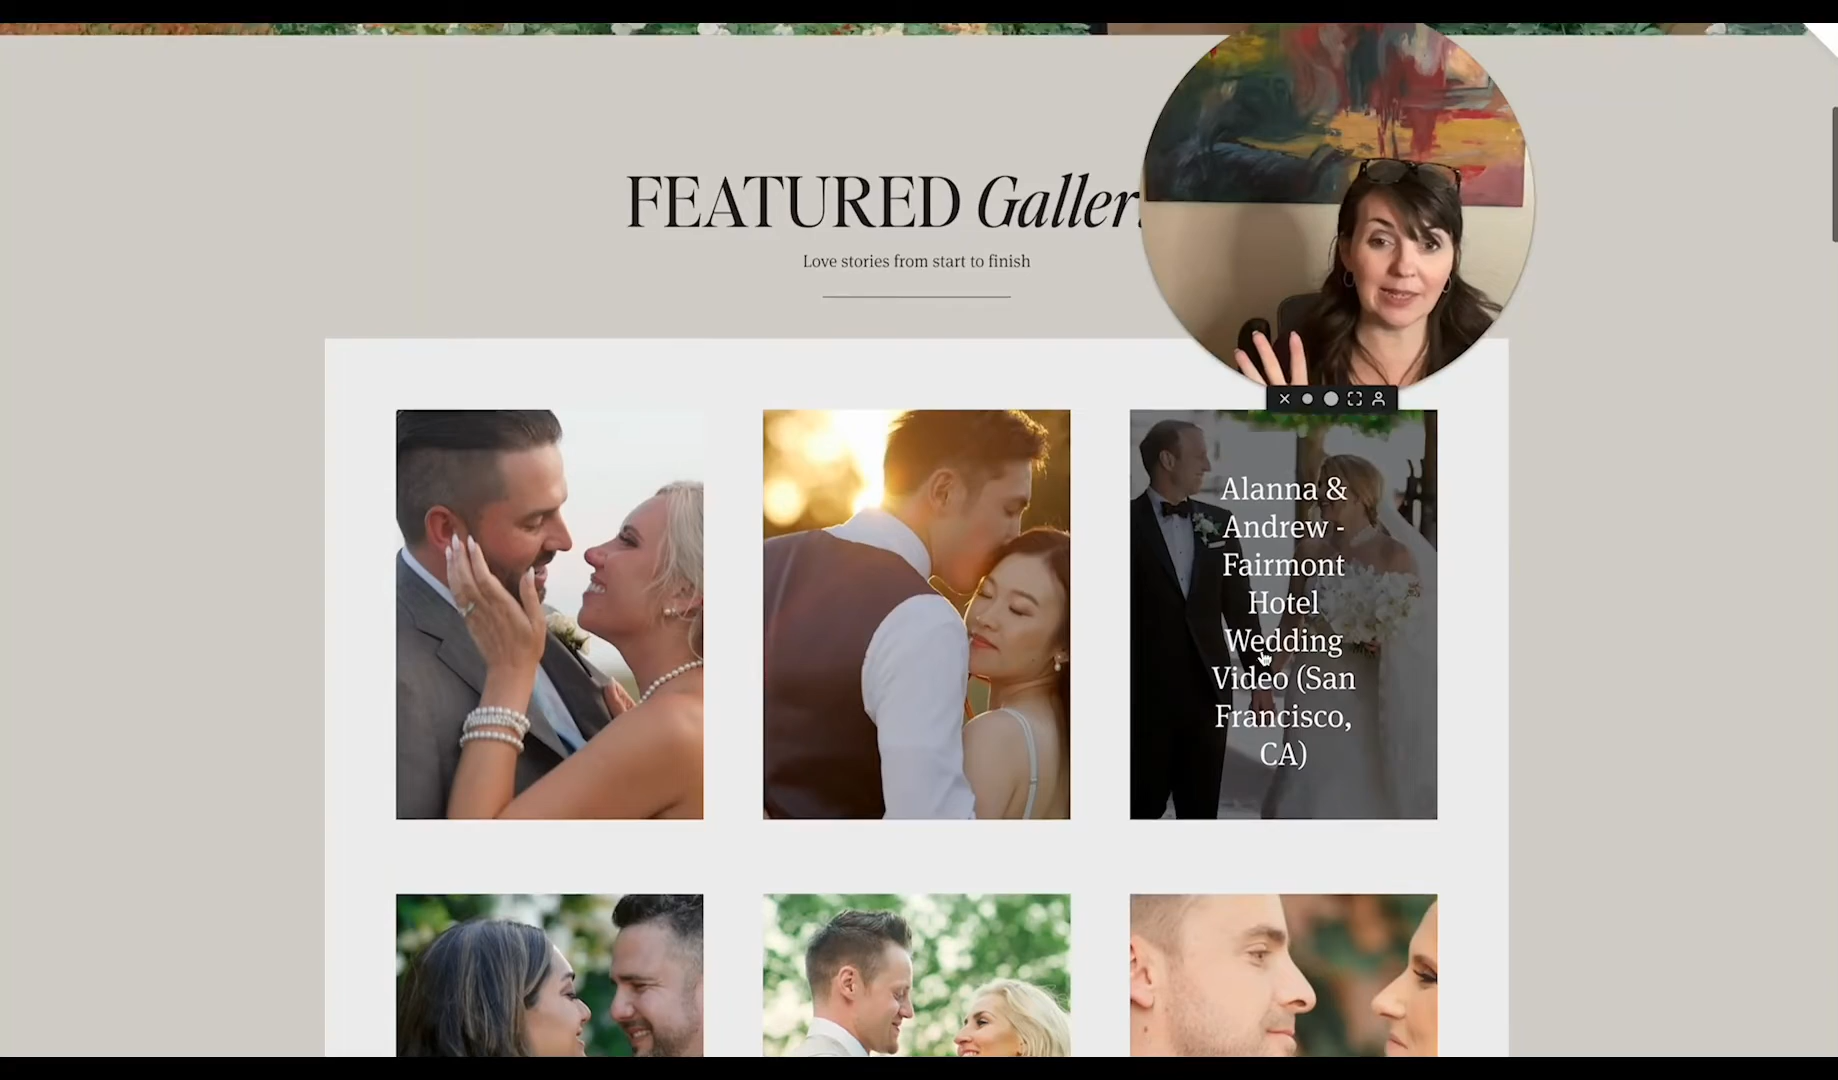 FEATURED Galler
Love stories from start to finish
Alanna &
Andrew -
Fairmont
Hotel
Wedding
Video (San
Francisco,
CA)